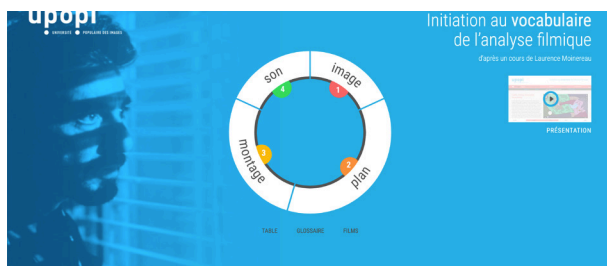 upopi
UNIVERSITÉ POPULAIRE DES IMAGES
Initiation au vocabulaire
de l'analyse filmique
d'après un cours de Laurence Moinereau
PRÉSENTATION
son
4
image
1
montage
3
plan
2
TABLE GLOSSAIRE FILMS